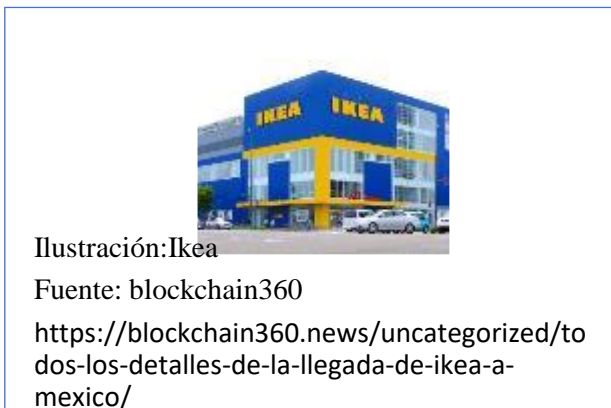 IKEA IKEA
Ilustración:Ikea
Fuente: blockchain360
https://blockchain360.news/uncategorized/to
dos-los-detalles-de-la-llegada-de-ikea-a-
mexico/